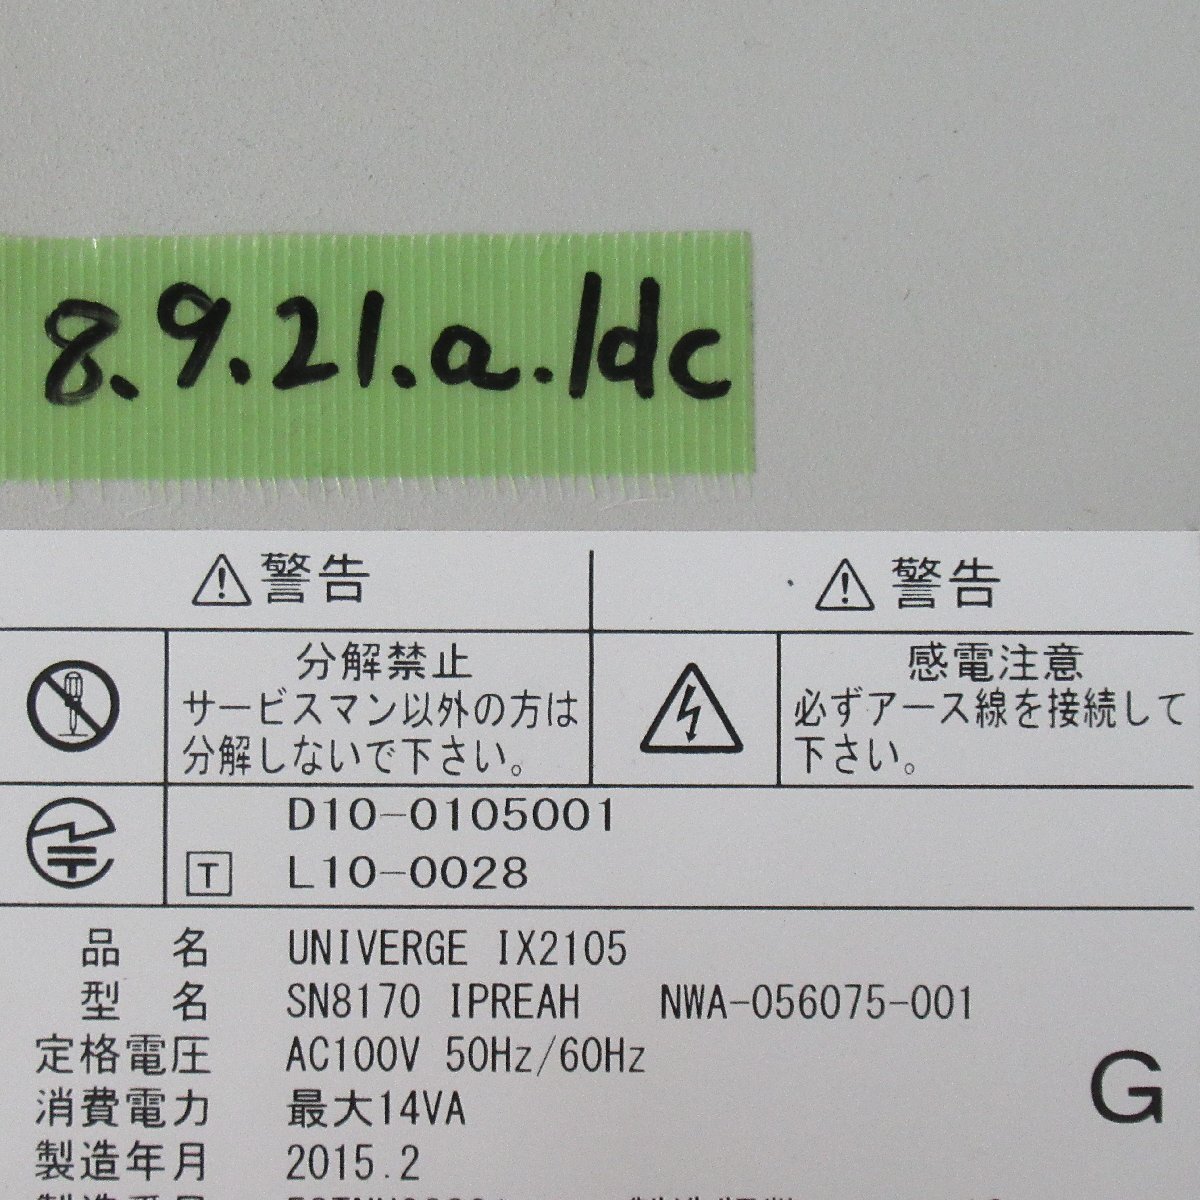 8.9.21.a.1dc
警告
分解禁止
サービスマン以外の方は
分解しないで下さい。
警告
感電注意
必ずアース線を接続して
下さい。
D10-0105001
T L10-0028
品 名 UNIVERGE IX2105
型 名 SN8170 IPREAH NWA-056075-001
定格電圧 AC100V 50Hz/60Hz
消費電力 最大14VA
製造年月 2015.2
G